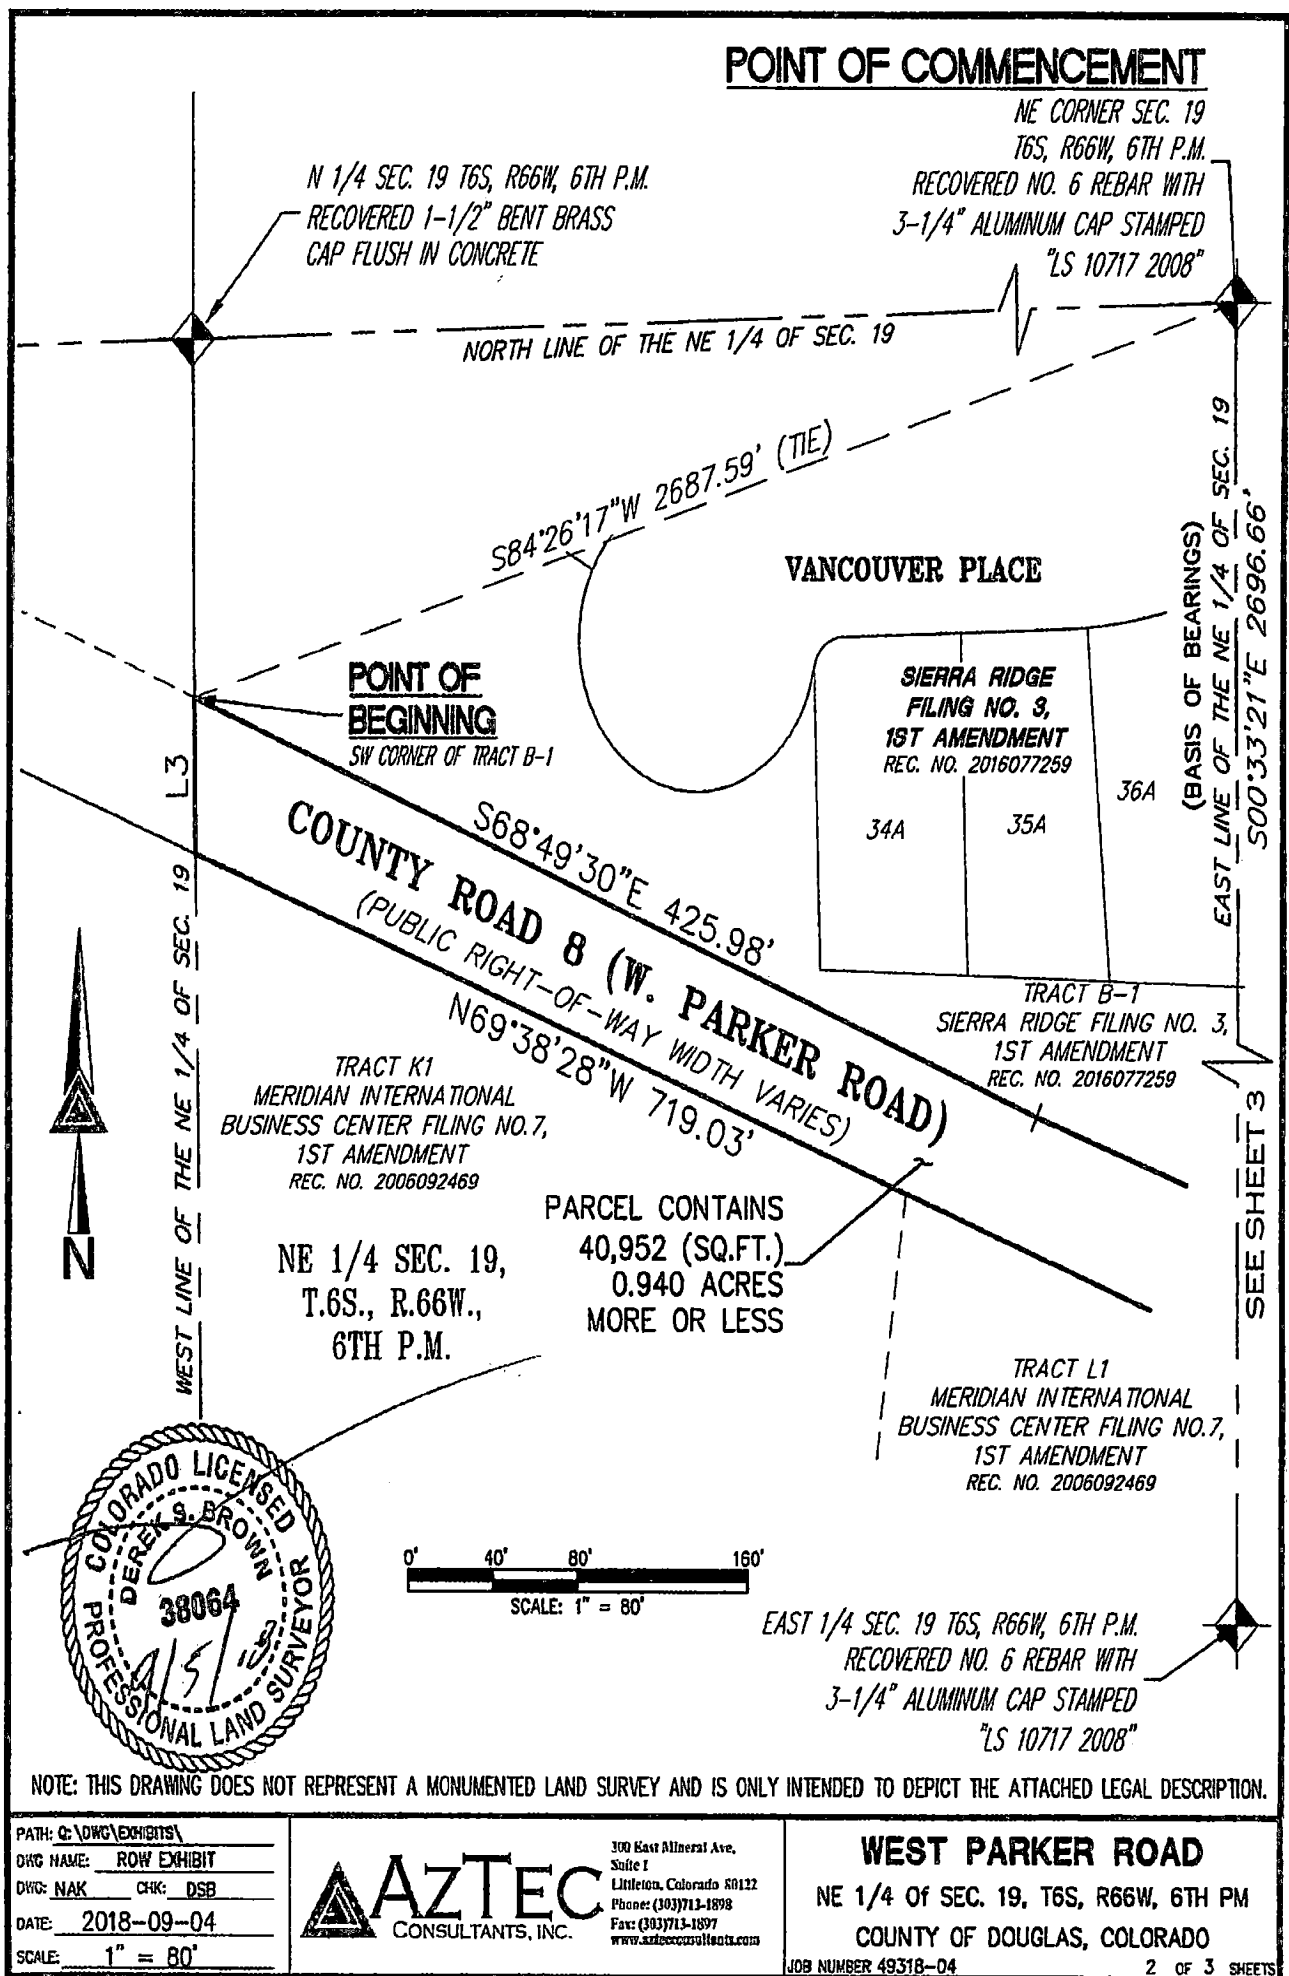 POINT OF COMMENCEMENT
NE CORNER SEC. 19
T6S, R66W, 6TH P.M.
RECOVERED NO. 6 REBAR WITH
3-1/4" ALUMINUM CAP STAMPED
"LS 10717 2008"
N 1/4 SEC. 19 T6S, R66W, 6TH P.M.
RECOVERED 1-1/2" BENT BRASS
CAP FLUSH IN CONCRETE
NORTH LINE OF THE NE 1/4 OF SEC. 19
S84°26'17"W 2687.59' (TIE)
VANCOUVER PLACE
(BASIS OF BEARINGS)
EAST LINE OF THE NE 1/4 OF SEC. 19
S00°33'21"E 2696.66'
POINT OF
BEGINNING
SW CORNER OF TRACT B-1
SIERRA RIDGE
FILING NO. 3,
1ST AMENDMENT
REC. NO. 2016077259
34A
35A
36A
L3
S68°49'30"E 425.98'
COUNTY ROAD 8 (W. PARKER ROAD)
(PUBLIC RIGHT-OF-WAY WIDTH VARIES)
N69°38'28"W 719.03'
WEST LINE OF THE NE 1/4 OF SEC. 19
TRACT B-1
SIERRA RIDGE FILING NO. 3,
1ST AMENDMENT
REC. NO. 2016077259
TRACT K1
MERIDIAN INTERNATIONAL
BUSINESS CENTER FILING NO.7,
1ST AMENDMENT
REC. NO. 2006092469
SEE SHEET 3
N
PARCEL CONTAINS
40,952 (SQ.FT.)
0.940 ACRES
MORE OR LESS
NE 1/4 SEC. 19,
T.6S., R.66W.,
6TH P.M.
TRACT L1
MERIDIAN INTERNATIONAL
BUSINESS CENTER FILING NO.7,
1ST AMENDMENT
REC. NO. 2006092469
COLORADO LICENSED
DEREK S. BROWN
38064
PROFESSIONAL LAND SURVEYOR
0' 40' 80' 160'
SCALE: 1" = 80'
EAST 1/4 SEC. 19 T6S, R66W, 6TH P.M.
RECOVERED NO. 6 REBAR WITH
3-1/4" ALUMINUM CAP STAMPED
"LS 10717 2008"
NOTE: THIS DRAWING DOES NOT REPRESENT A MONUMENTED LAND SURVEY AND IS ONLY INTENDED TO DEPICT THE ATTACHED LEGAL DESCRIPTION.
PATH: Q:\DWG\EXHIBITS\
DWG NAME: ROW EXHIBIT
DWG: NAK CHK: DSB
DATE: 2018-09-04
SCALE: 1" = 80'
AZTEC
CONSULTANTS, INC.
300 East Mineral Ave,
Suite 1
Littleton, Colorado 80122
Phone: (303)713-1898
Fax: (303)713-1897
www.aztecconsultants.com
WEST PARKER ROAD
NE 1/4 Of SEC. 19, T6S, R66W, 6TH PM
COUNTY OF DOUGLAS, COLORADO
JOB NUMBER 49318-04
2 OF 3 SHEETS